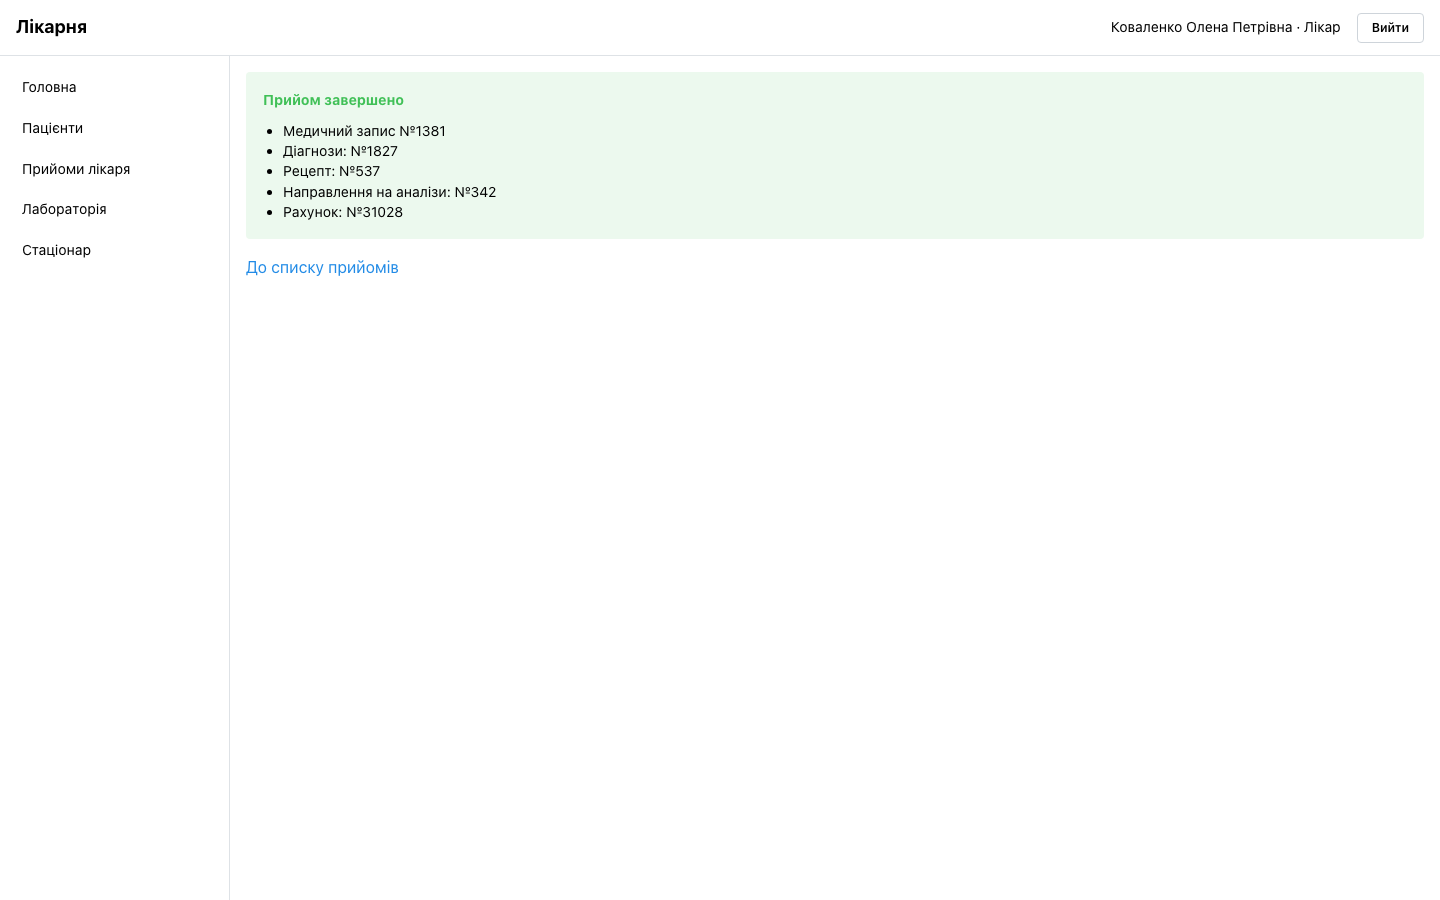 Лікарня
Коваленко Олена Петрівна · Лікар
Вийти
Головна
Пацієнти
Прийоми лікаря
Лабораторія
Стаціонар
Прийом завершено
Медичний запис №1381
Діагнози: №1827
Рецепт: №537
Направлення на аналізи: №342
Рахунок: №31028
До списку прийомів